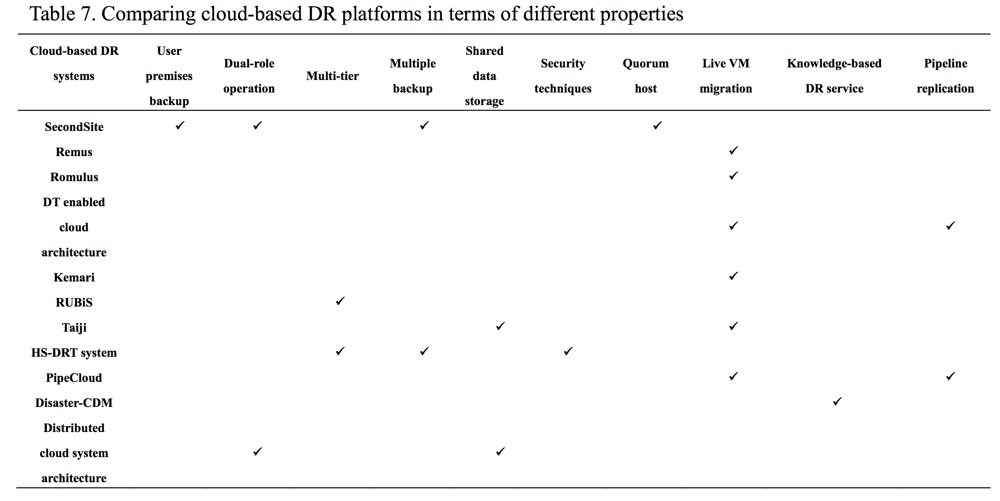 Table 7. Comparing cloud-based DR platforms in terms of different properties
Cloud-based DR systems User premises backup Dual-role operation Multi-tier Multiple backup Shared data storage Security techniques Quorum host Live VM migration Knowledge-based DR service Pipeline replication
SecondSite ✓ ✓ ✓ ✓
Remus ✓
Romulus ✓
DT enabled
cloud ✓ ✓
architecture
Kemari ✓
RUBiS ✓
Taiji ✓ ✓
HS-DRT system ✓ ✓ ✓
PipeCloud ✓ ✓
Disaster-CDM ✓
Distributed
cloud system ✓ ✓
architecture